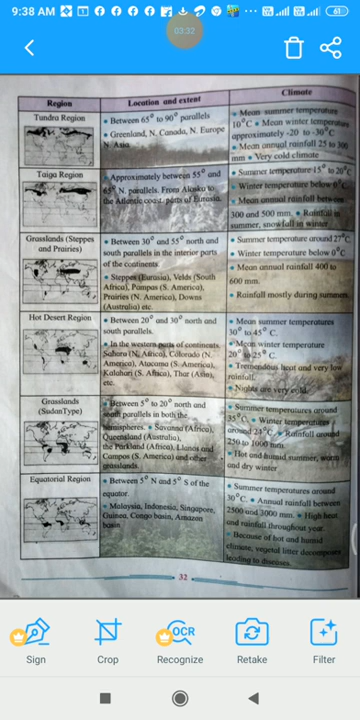 9:38 AM
61
03:32
Region
Location and extent
Climate
Tundra Region
• Between 65° to 90° parallels
• Greenland, N. Canada, N. Europe
N. Asia
• Mean summer temperature
10°C • Mean winter temperature
approximately -20 to -30°C
• Mean annual rainfall 25 to 300
mm • Very cold climate
Taiga Region
• Approximately between 55° and
65° N. parallels. From Alaska to
the Atlantic coast, parts of Eurasia.
• Summer temperature 15° to 20°C
• Winter temperature below 0°C
• Mean annual rainfall between
300 and 500 mm. • Rainfall in
summer, snowfall in winter
Grasslands (Steppes
and Prairies)
• Between 30° and 55° north and
south parallels in the interior parts
of the continents
• Steppes (Eurasia), Velds (South
Africa), Pampas (S. America),
Prairies (N. America), Downs
(Australia) etc.
• Summer temperature around 27°C
• Winter temperature below 0°C
• Mean annual rainfall 400 to
600 mm.
• Rainfall mostly during summer.
Hot Desert Region
• Between 20° and 30° north and
south parallels.
• In the western parts of continents.
Sahara (N. Africa), Colorado (N.
America), Atacama (S. America),
Kalahari (S. Africa), Thar (Asia),
etc.
• Mean summer temperatures
30° to 45° C.
• Mean winter temperature
20° to 25° C.
• Tremendous heat and very low
rainfall.
• Nights are very cold.
Grasslands
(Sudan Type)
• Between 5° to 20° north and
south parallels in both the
hemispheres. • Savanna (Africa),
Queensland (Australia),
the Parkland (Africa), Llanos and
Campos (S. America) and other
grasslands.
• Summer temperatures around
35°C. • Winter temperatures
around °C • Rainfall around
250 to 1000 mm.
• Hot and humid summer, warm
and dry winter
Equatorial Region
• Between 5° N and 5° S of the
equator.
• Malaysia, Indonesia, Singapore,
Guinea, Congo basin, Amazon
basin
• Summer temperatures around
30°C. • Annual rainfall between
2500 and 3000 mm. • High heat
and rainfall throughout year.
• Because of hot and humid
climate, vegetal litter decomposes
leading to diseases.
32
Sign
Crop
OCR
Recognize
Retake
Filter